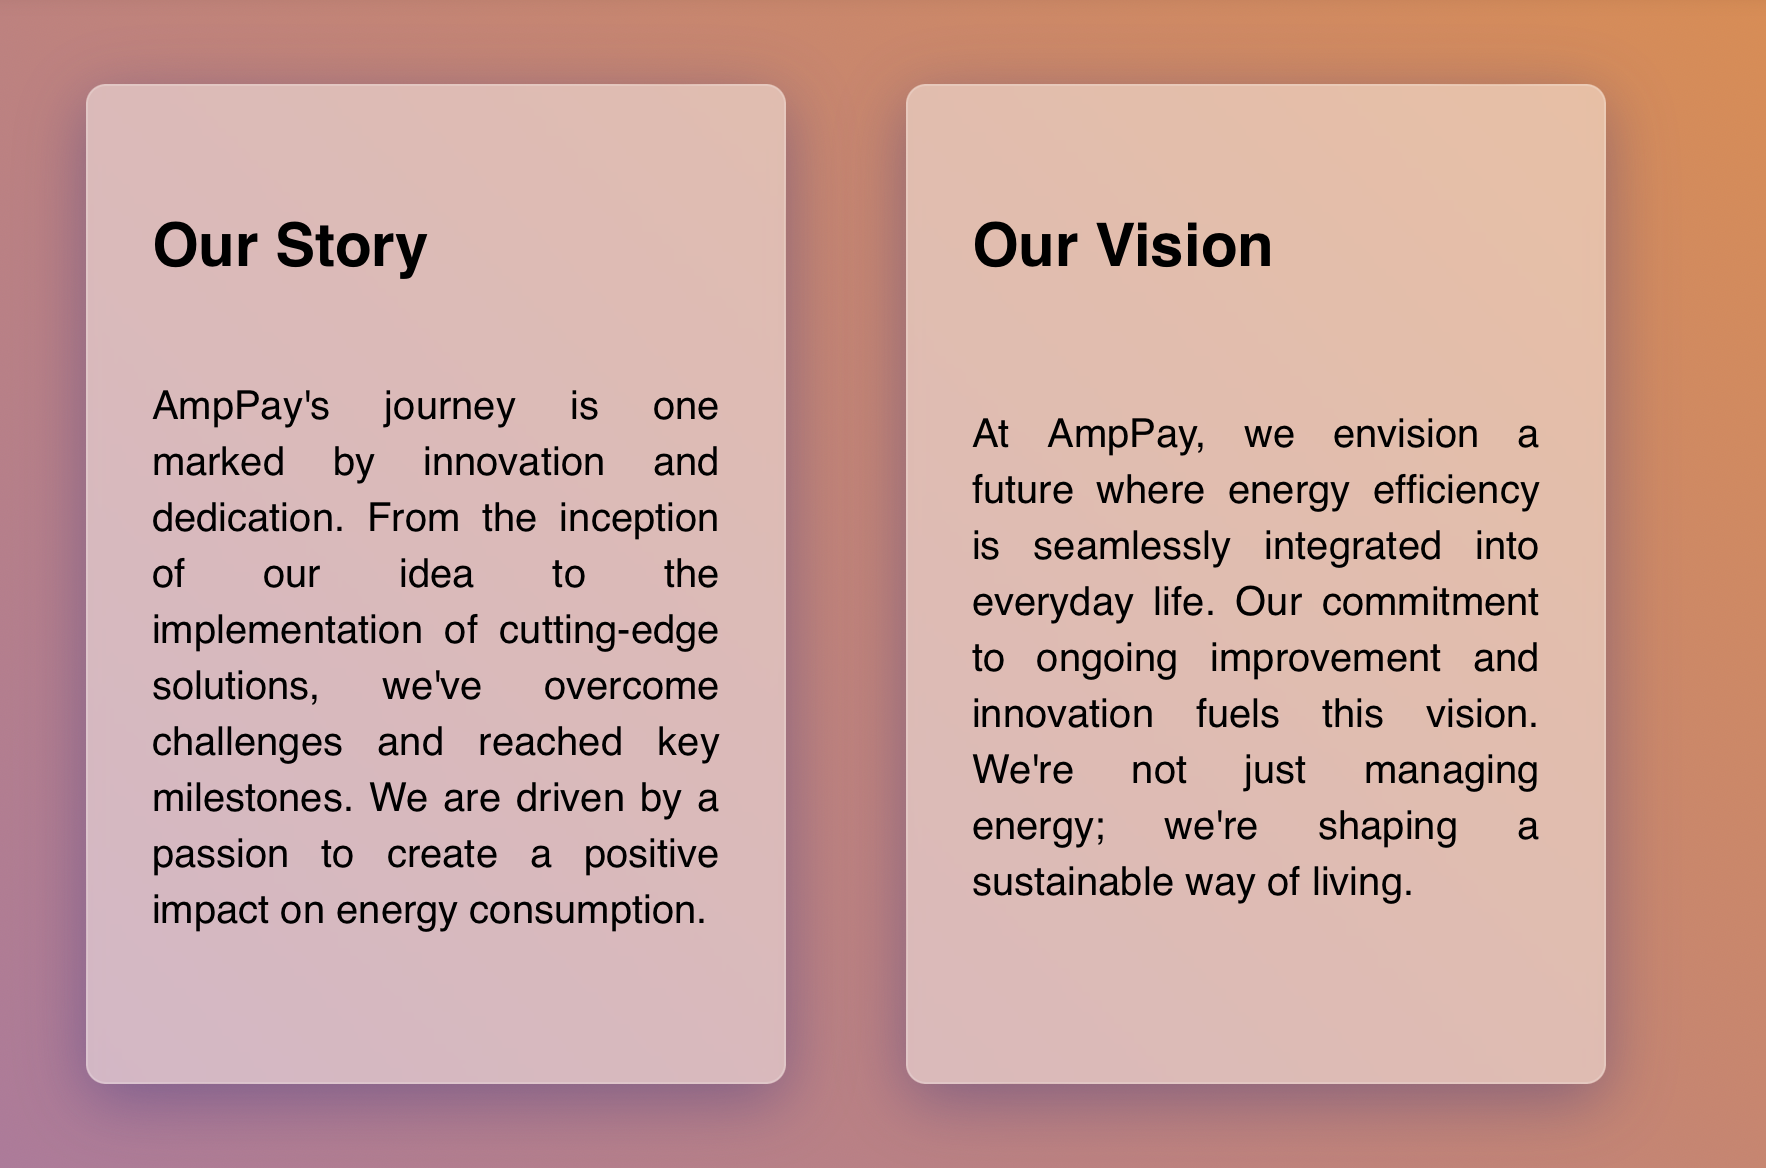 Our Story
AmpPay's journey is one
marked by innovation and
dedication. From the inception
of our idea to the
implementation of cutting-edge
solutions, we've overcome
challenges and reached key
milestones. We are driven by a
passion to create a positive
impact on energy consumption.
Our Vision
At AmpPay, we envision a
future where energy efficiency
is seamlessly integrated into
everyday life. Our commitment
to ongoing improvement and
innovation fuels this vision.
We're not just managing
energy; we're shaping a
sustainable way of living.